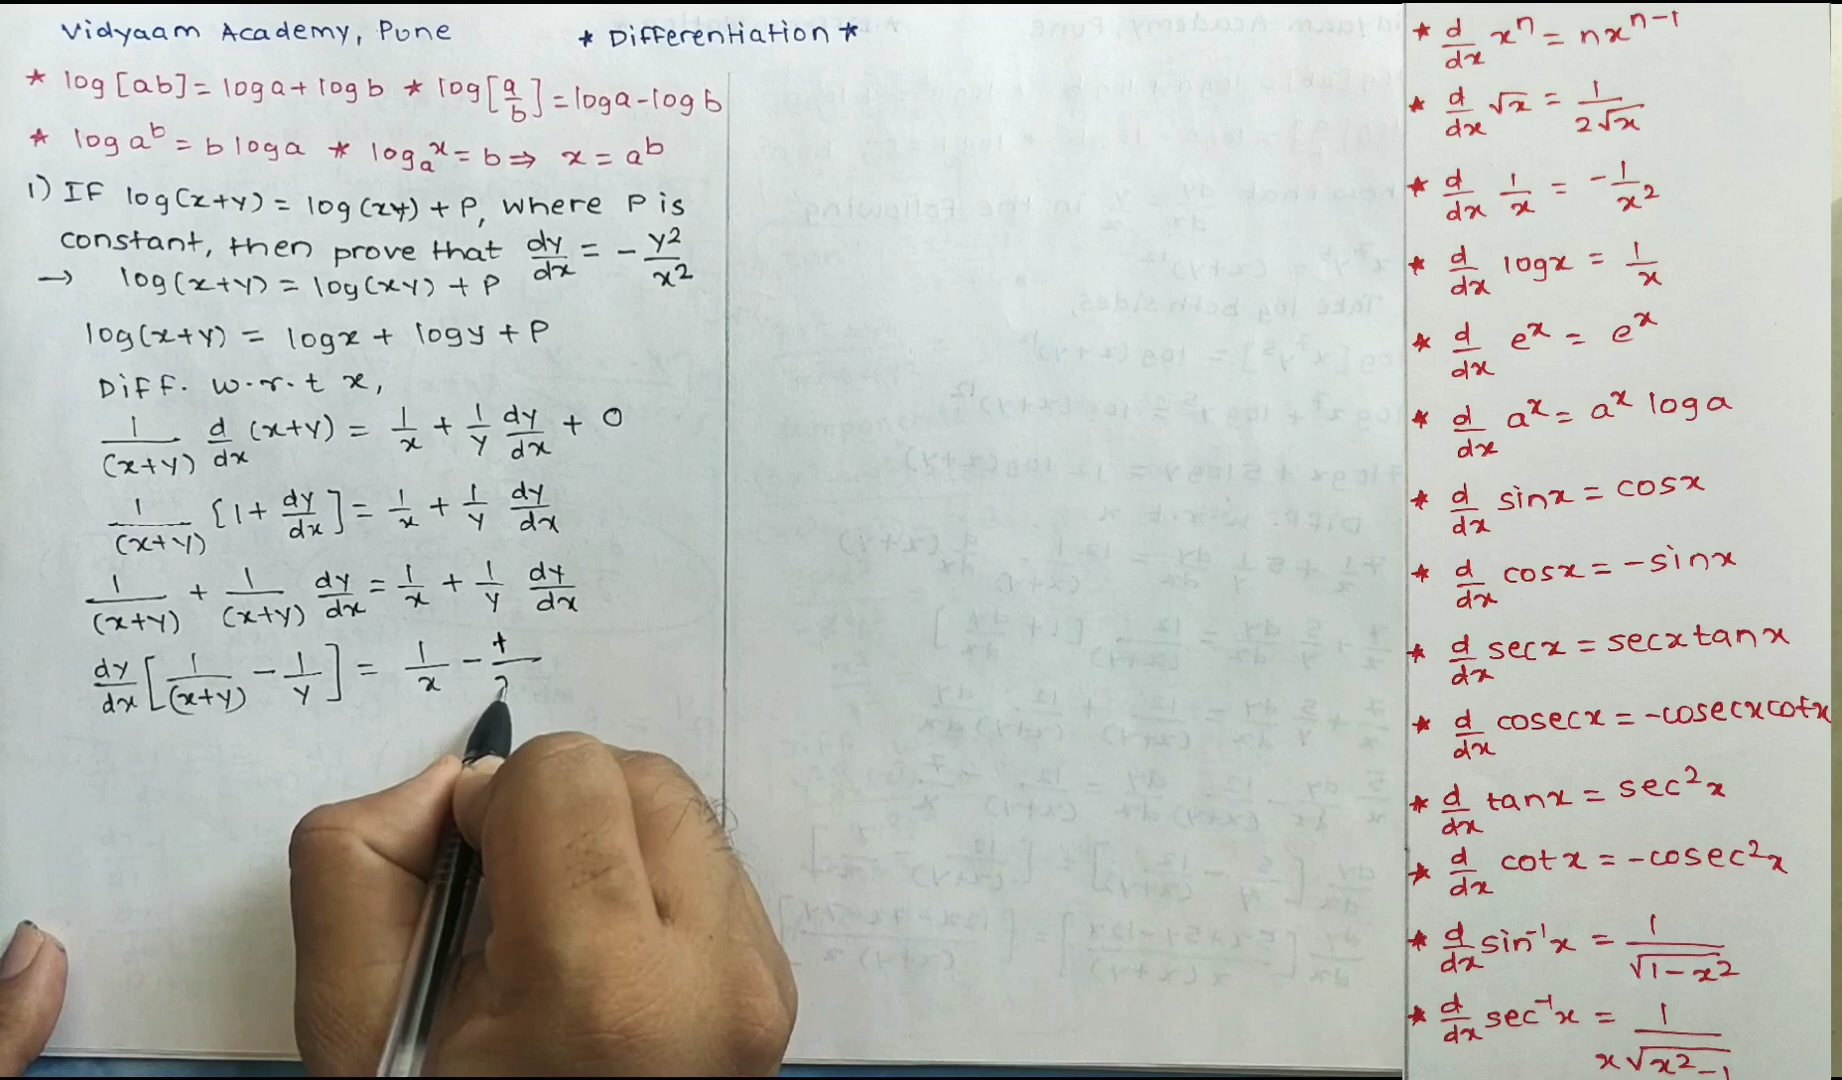 Vidyaam Academy, Pune * Differentiation *
* log[ab] = log a + log b * log[a/b] = log a - log b
* log a^b = b log a * log_a^x = b ⇒ x = a^b
1) If log(x+y) = log(xy) + P, where P is
constant, then prove that dy/dx = - y²/x²
→ log(x+y) = log(xy) + P
log(x+y) = log x + log y + P
Diff. w.r.t x,
1/(x+y) d/dx (x+y) = 1/x + 1/y dy/dx + 0
1/(x+y) [1 + dy/dx] = 1/x + 1/y dy/dx
1/(x+y) + 1/(x+y) dy/dx = 1/x + 1/y dy/dx
dy/dx [1/(x+y) - 1/y] = 1/x -
* d/dx x^n = nx^(n-1)
* d/dx √x = 1/2√x
* d/dx 1/x = -1/x²
* d/dx log x = 1/x
* d/dx e^x = e^x
* d/dx a^x = a^x log a
* d/dx sin x = cos x
* d/dx cos x = - sin x
* d/dx sec x = sec x tan x
* d/dx cosec x = - cosec x cot x
* d/dx tan x = sec² x
* d/dx cot x = - cosec² x
* d/dx sin⁻¹ x = 1/√(1-x²)
* d/dx sec⁻¹ x = 1/x√(x²-1)